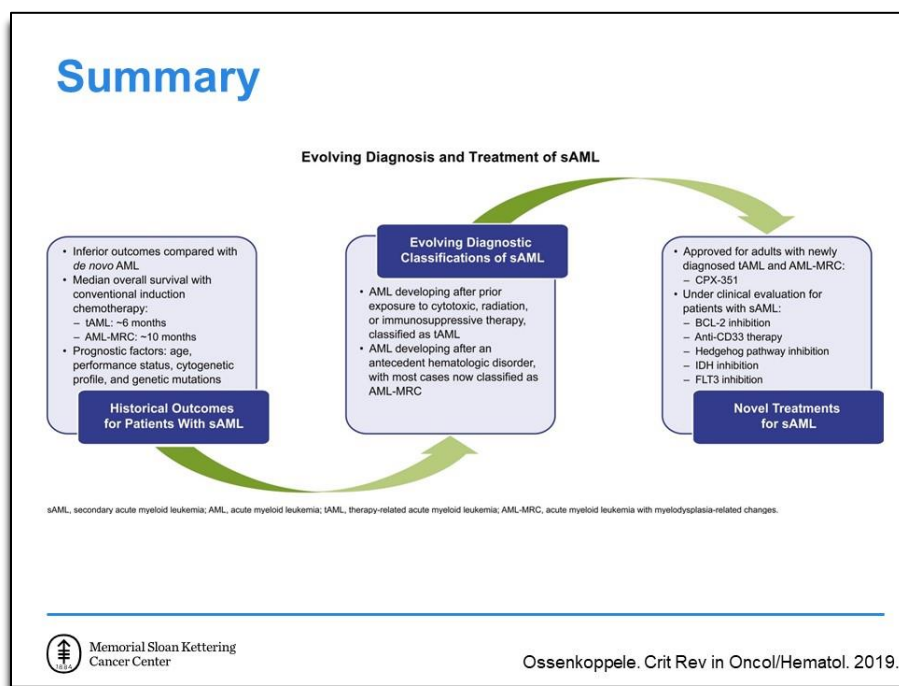 Summary
Evolving Diagnosis and Treatment of sAML
• Inferior outcomes compared with
de novo AML
• Median overall survival with
conventional induction
chemotherapy:
– tAML: ~6 months
– AML-MRC: ~10 months
• Prognostic factors: age,
performance status, cytogenetic
profile, and genetic mutations
Historical Outcomes
for Patients With sAML
Evolving Diagnostic
Classifications of sAML
• AML developing after prior
exposure to cytotoxic, radiation,
or immunosuppressive therapy,
classified as tAML
• AML developing after an
antecedent hematologic disorder,
with most cases now classified as
AML-MRC
• Approved for adults with newly
diagnosed tAML and AML-MRC:
– CPX-351
• Under clinical evaluation for
patients with sAML:
– BCL-2 inhibition
– Anti-CD33 therapy
– Hedgehog pathway inhibition
– IDH inhibition
– FLT3 inhibition
Novel Treatments
for sAML
sAML, secondary acute myeloid leukemia; AML, acute myeloid leukemia; tAML, therapy-related acute myeloid leukemia; AML-MRC, acute myeloid leukemia with myelodysplasia-related changes.
1884
Memorial Sloan Kettering
Cancer Center
Ossenkoppele. Crit Rev in Oncol/Hematol. 2019.